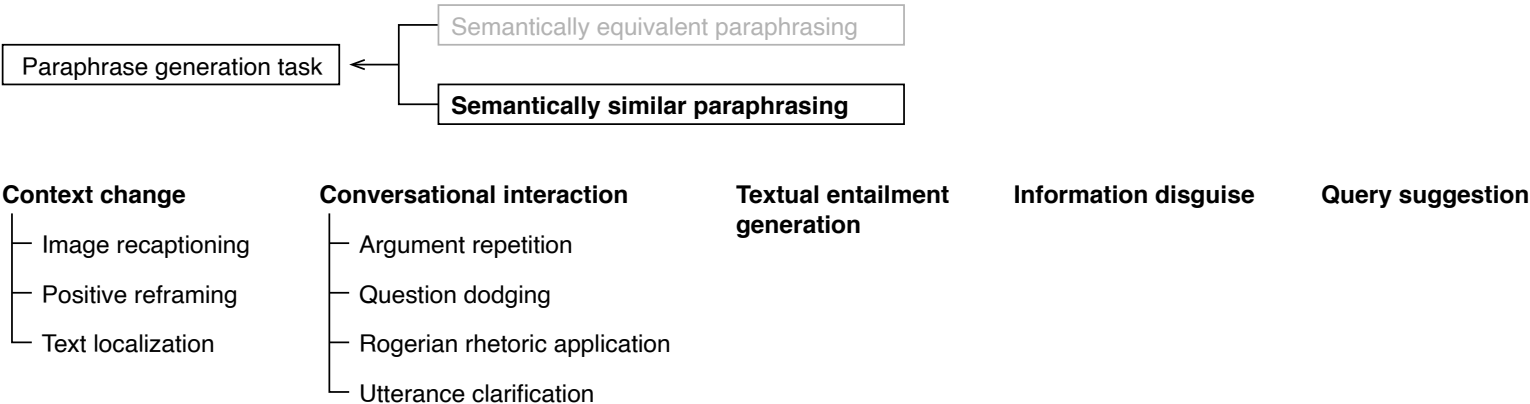 Semantically equivalent paraphrasing
Paraphrase generation task
Semantically similar paraphrasing
Context change
Image recaptioning
Positive reframing
Text localization
Conversational interaction
Argument repetition
Question dodging
Rogerian rhetoric application
Utterance clarification
Textual entailment
generation
Information disguise
Query suggestion